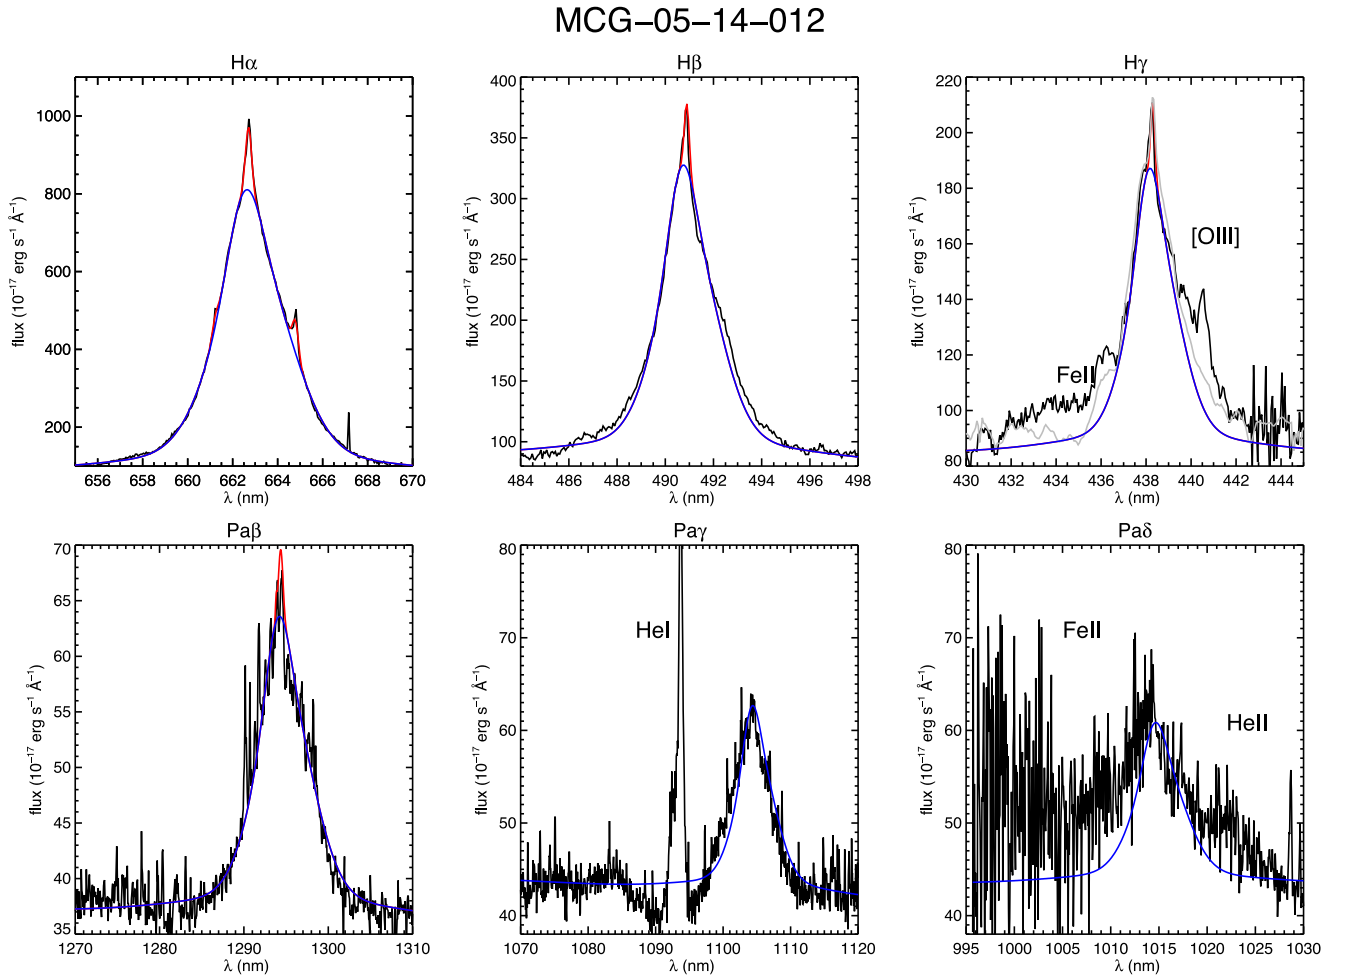 MCG−05−14−012
Hα
Hβ
Hγ
flux (10⁻¹⁷ erg s⁻¹ Å⁻¹)
1000
800
600
400
200
656 658 660 662 664 666 668 670
λ (nm)
flux (10⁻¹⁷ erg s⁻¹ Å⁻¹)
400
350
300
250
200
150
100
484 486 488 490 492 494 496 498
λ (nm)
flux (10⁻¹⁷ erg s⁻¹ Å⁻¹)
220
200
180
160
140
120
100
80
[OIII]
FeII
430 432 434 436 438 440 442 444
λ (nm)
Paβ
Paγ
Paδ
flux (10⁻¹⁷ erg s⁻¹ Å⁻¹)
70
65
60
55
50
45
40
35
1270 1280 1290 1300 1310
λ (nm)
flux (10⁻¹⁷ erg s⁻¹ Å⁻¹)
80
70
60
50
40
HeI
1070 1080 1090 1100 1110 1120
λ (nm)
flux (10⁻¹⁷ erg s⁻¹ Å⁻¹)
80
70
60
50
40
FeII
HeII
995 1000 1005 1010 1015 1020 1025 1030
λ (nm)